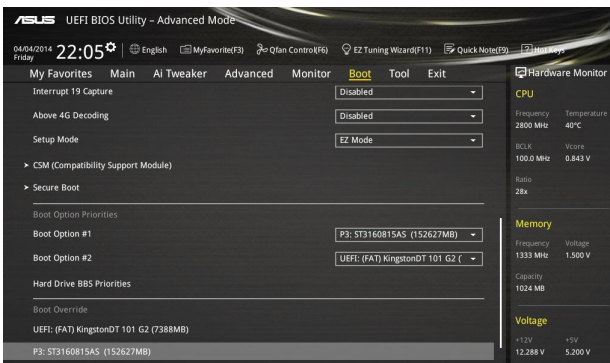 ASUS UEFI BIOS Utility – Advanced Mode
04/04/2014 Friday 22:05 English MyFavorite(F3) Qfan Control(F6) EZ Tuning Wizard(F11) Quick Note(F9) ? Hot Keys
My Favorites Main Ai Tweaker Advanced Monitor Boot Tool Exit
Interrupt 19 Capture Disabled
Above 4G Decoding Disabled
Setup Mode EZ Mode
> CSM (Compatibility Support Module)
> Secure Boot
Boot Option Priorities
Boot Option #1 P3: ST3160815AS (152627MB)
Boot Option #2 UEFI: (FAT) KingstonDT 101 G2 (
Hard Drive BBS Priorities
Boot Override
UEFI: (FAT) KingstonDT 101 G2 (7388MB)
P3: ST3160815AS (152627MB)
Hardware Monitor
CPU
Frequency Temperature
2800 MHz 40°C
BCLK Vcore
100.0 MHz 0.843 V
Ratio
28x
Memory
Frequency Voltage
1333 MHz 1.500 V
Capacity
1024 MB
Voltage
+12V +5V
12.288 V 5.200 V